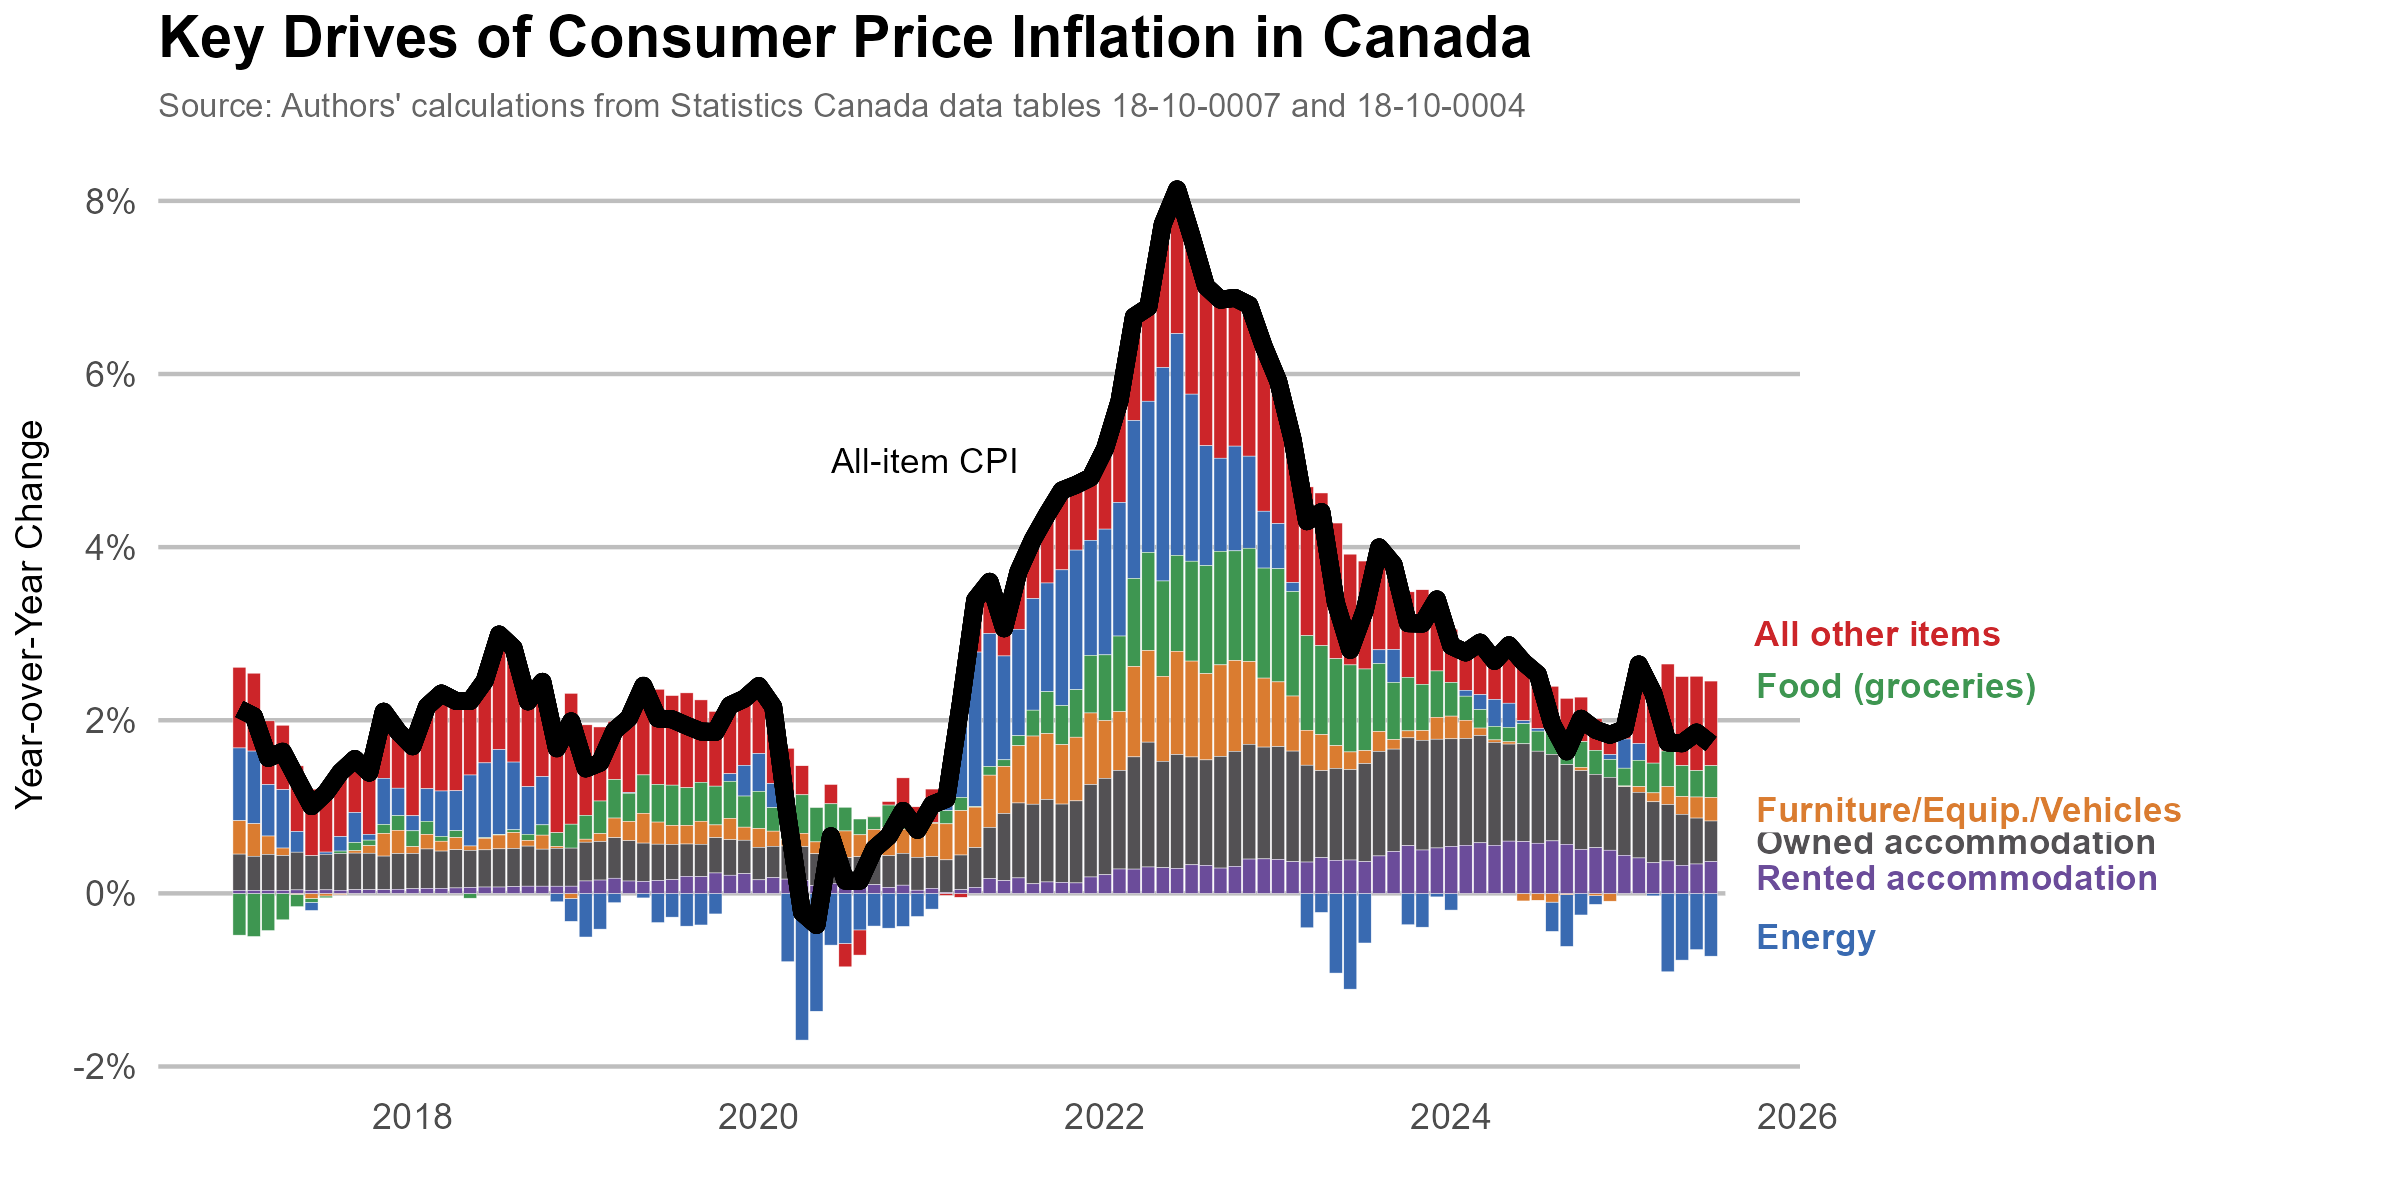 Key Drives of Consumer Price Inflation in Canada
Source: Authors' calculations from Statistics Canada data tables 18-10-0007 and 18-10-0004
Year-over-Year Change
8%
6%
4%
2%
0%
-2%
All-item CPI
All other items
Food (groceries)
Furniture/Equip./Vehicles
Owned accommodation
Rented accommodation
Energy
2018
2020
2022
2024
2026